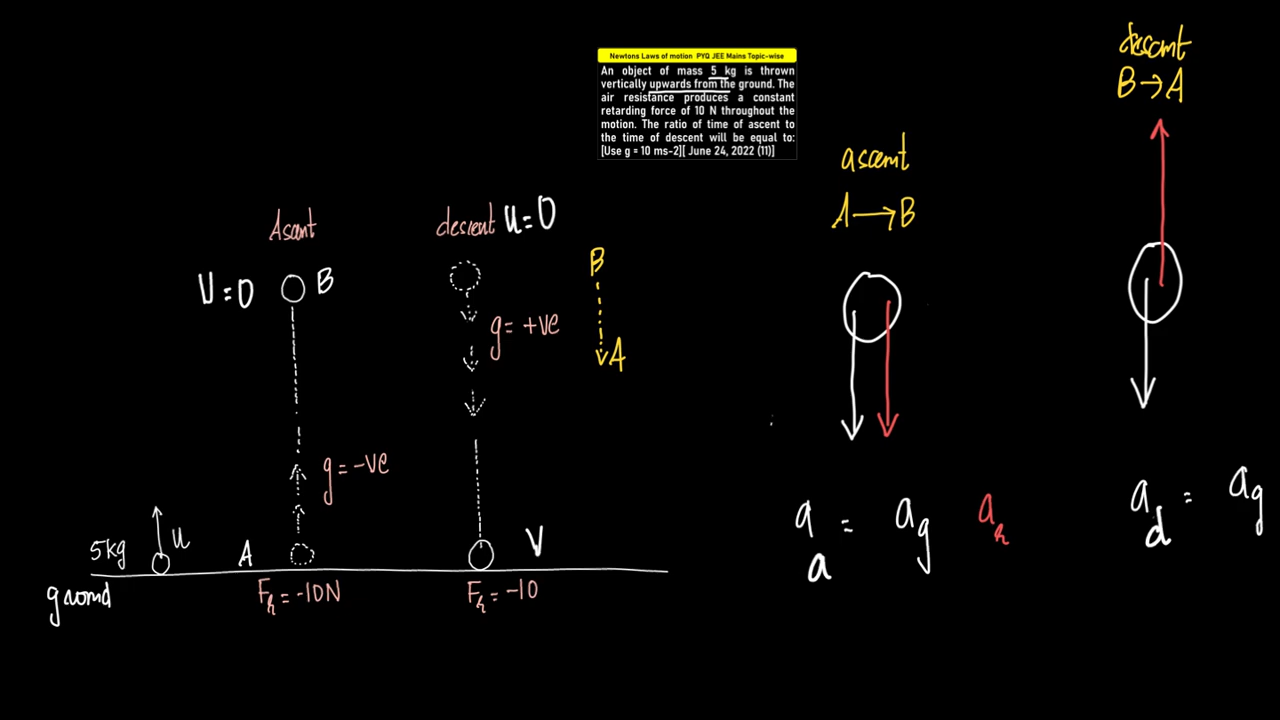 Newtons Laws of motion PYQ JEE Mains Topic-wise
An object of mass 5 kg is thrown
vertically upwards from the ground. The
air resistance produces a constant
retarding force of 10 N throughout the
motion. The ratio of time of ascent to
the time of descent will be equal to:
[Use g = 10 ms-2][ June 24, 2022 (11)]
descent
B→A
ascent
A→B
Ascent
descent u=0
V=0
B
B
g=+ve
A
g=-ve
5kg
u
A
V
ground
Fr=-10N
Fr=-10
aa = ag ar
ad = ag